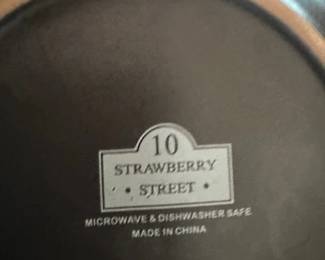 10
STRAWBERRY
• STREET •
MICROWAVE & DISHWASHER SAFE
MADE IN CHINA